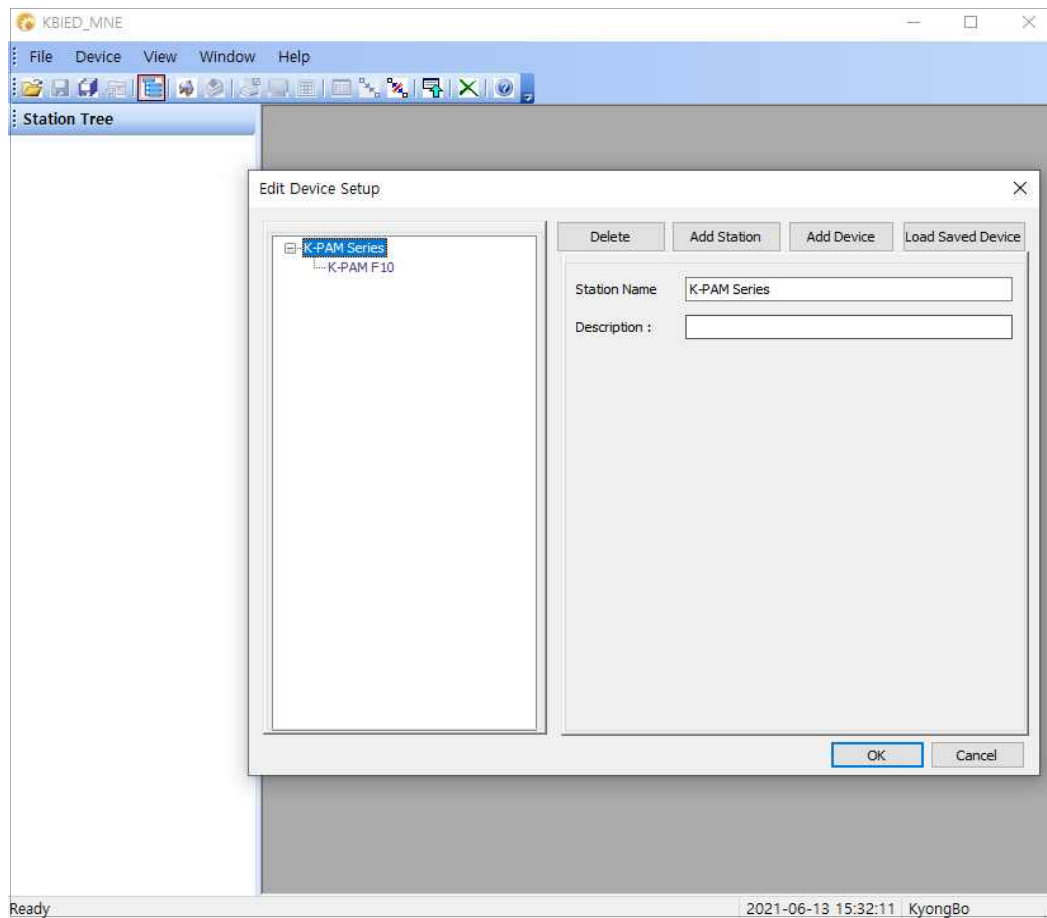 KBIED_MNE
File Device View Window Help
Station Tree
Edit Device Setup
K-PAM Series
K-PAM F10
Delete Add Station Add Device Load Saved Device
Station Name K-PAM Series
Description :
OK Cancel
Ready 2021-06-13 15:32:11 KyongBo